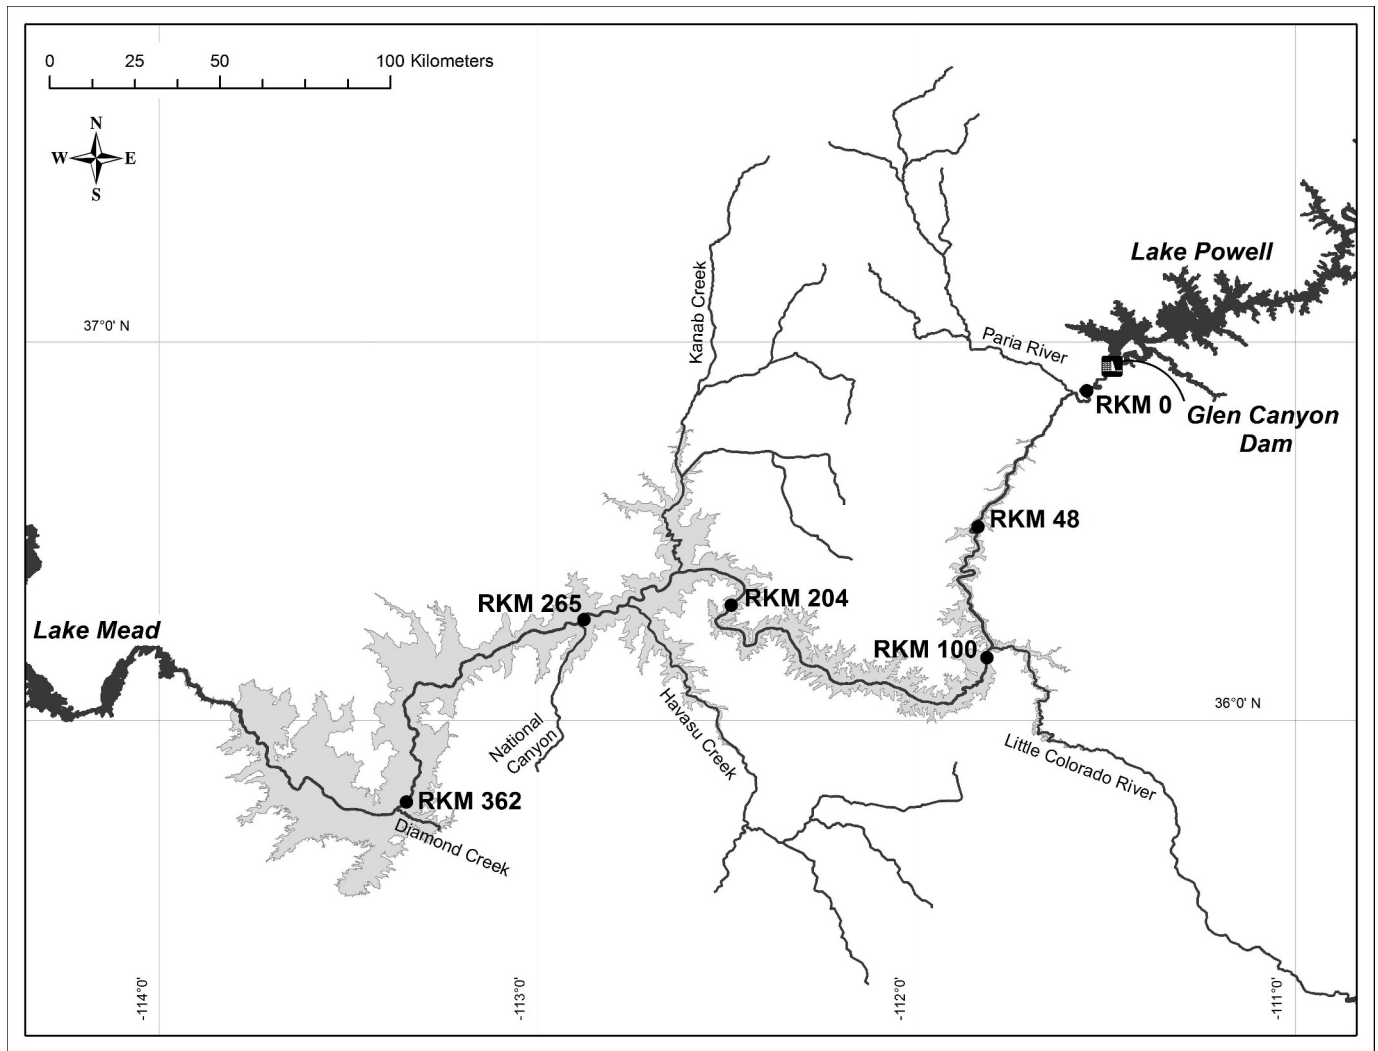 0 25 50 100 Kilometers
N
W E
S
Lake Powell
Kanab Creek
37°0' N
Paria River
RKM 0
Glen Canyon
Dam
RKM 48
RKM 265
RKM 204
Lake Mead
RKM 100
36°0' N
Havasu Creek
National
Canyon
Little Colorado River
RKM 362
Diamond Creek
-114°0'
-113°0'
-112°0'
-111°0'